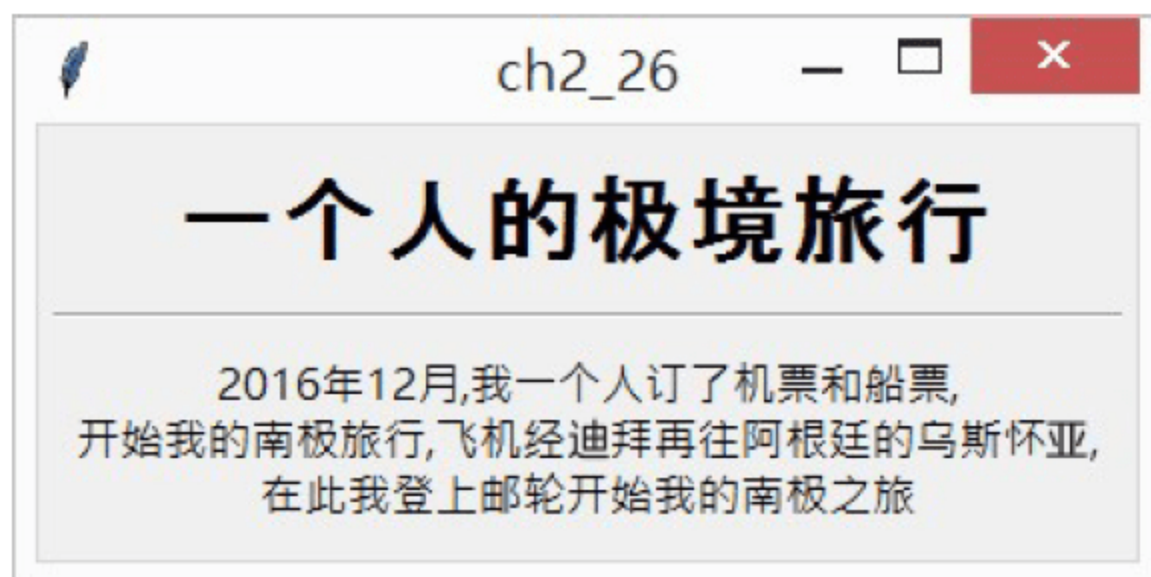 ch2_26
一个人的极境旅行
2016年12月,我一个人订了机票和船票,
开始我的南极旅行,飞机经迪拜再往阿根廷的乌斯怀亚,
在此我登上邮轮开始我的南极之旅